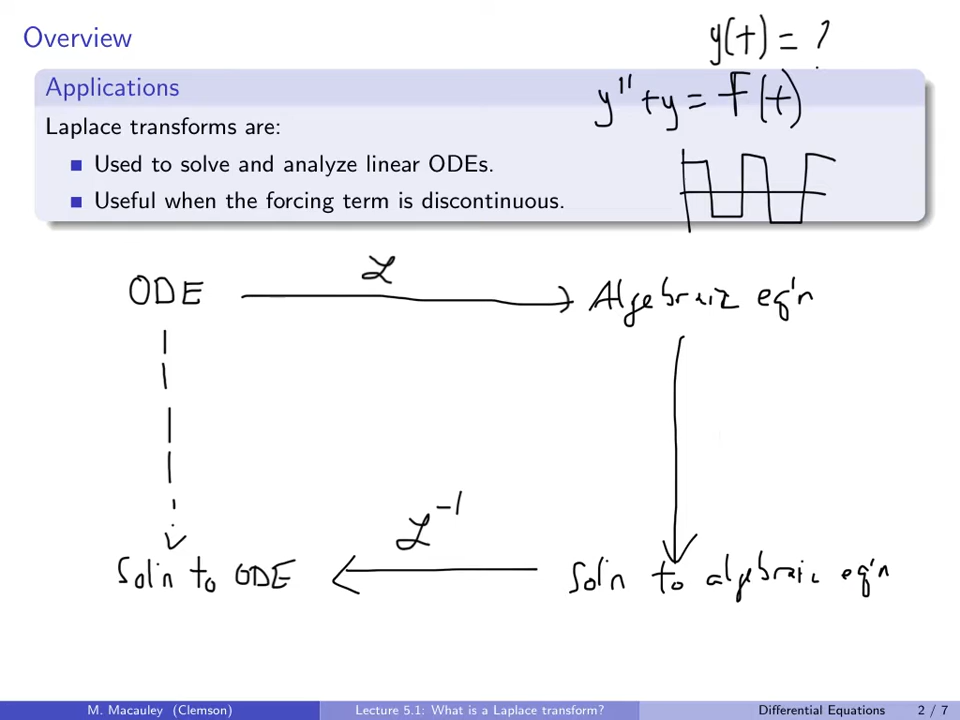 Overview
y(t) = ?
Applications
y'' + y = F(t)
Laplace transforms are:
Used to solve and analyze linear ODEs.
Useful when the forcing term is discontinuous.
ℒ
ODE
Algebraic eq'n
ℒ⁻¹
Sol'n to ODE
Sol'n to algebraic eq'n
M. Macauley (Clemson)
Lecture 5.1: What is a Laplace transform?
Differential Equations
2 / 7